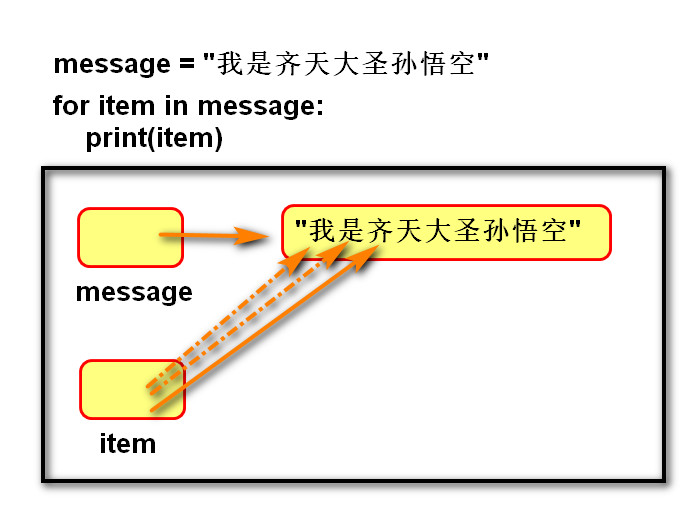 message = "我是齐天大圣孙悟空"
for item in message:
    print(item)
"我是齐天大圣孙悟空"
message
item